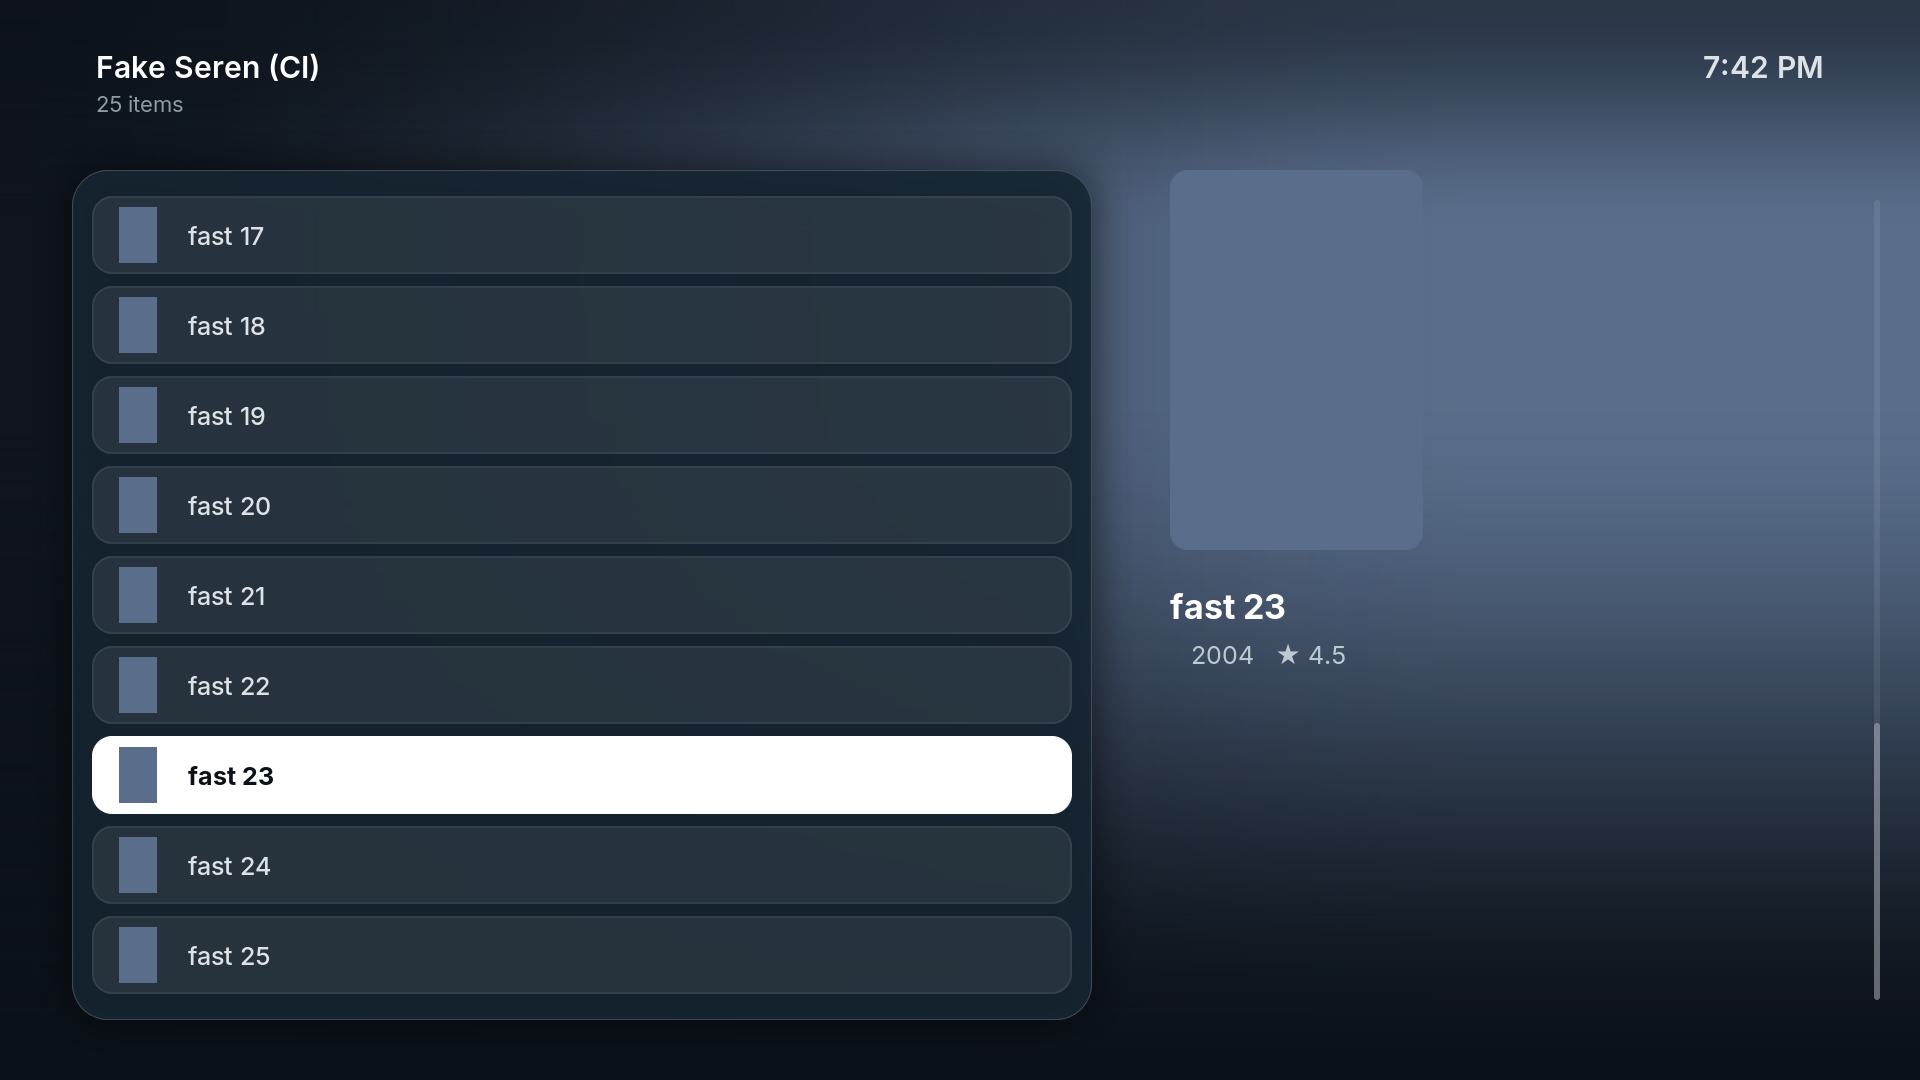 Fake Seren (CI)
25 items
7:42 PM
fast 17
fast 18
fast 19
fast 20
fast 21
fast 22
fast 23
fast 24
fast 25
fast 23
2004 ★ 4.5